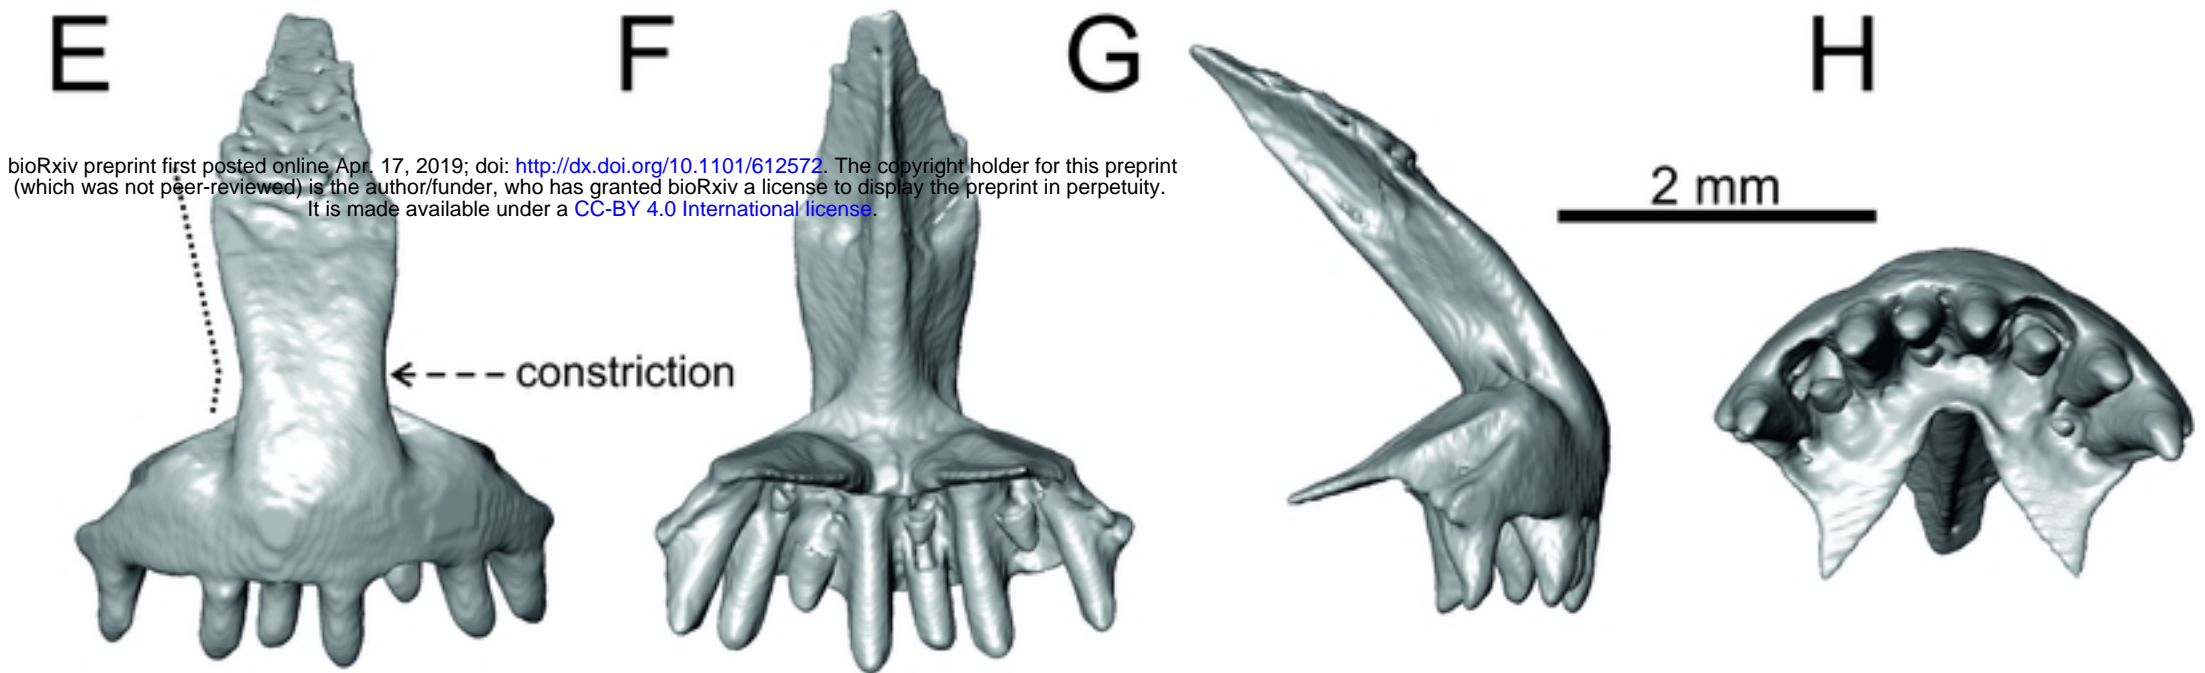 E F G H
bioRxiv preprint first posted online Apr. 17, 2019; doi: http://dx.doi.org/10.1101/612572. The copyright holder for this preprint
(which was not peer-reviewed) is the author/funder, who has granted bioRxiv a license to display the preprint in perpetuity.
It is made available under a CC-BY 4.0 International license.
2 mm
constriction